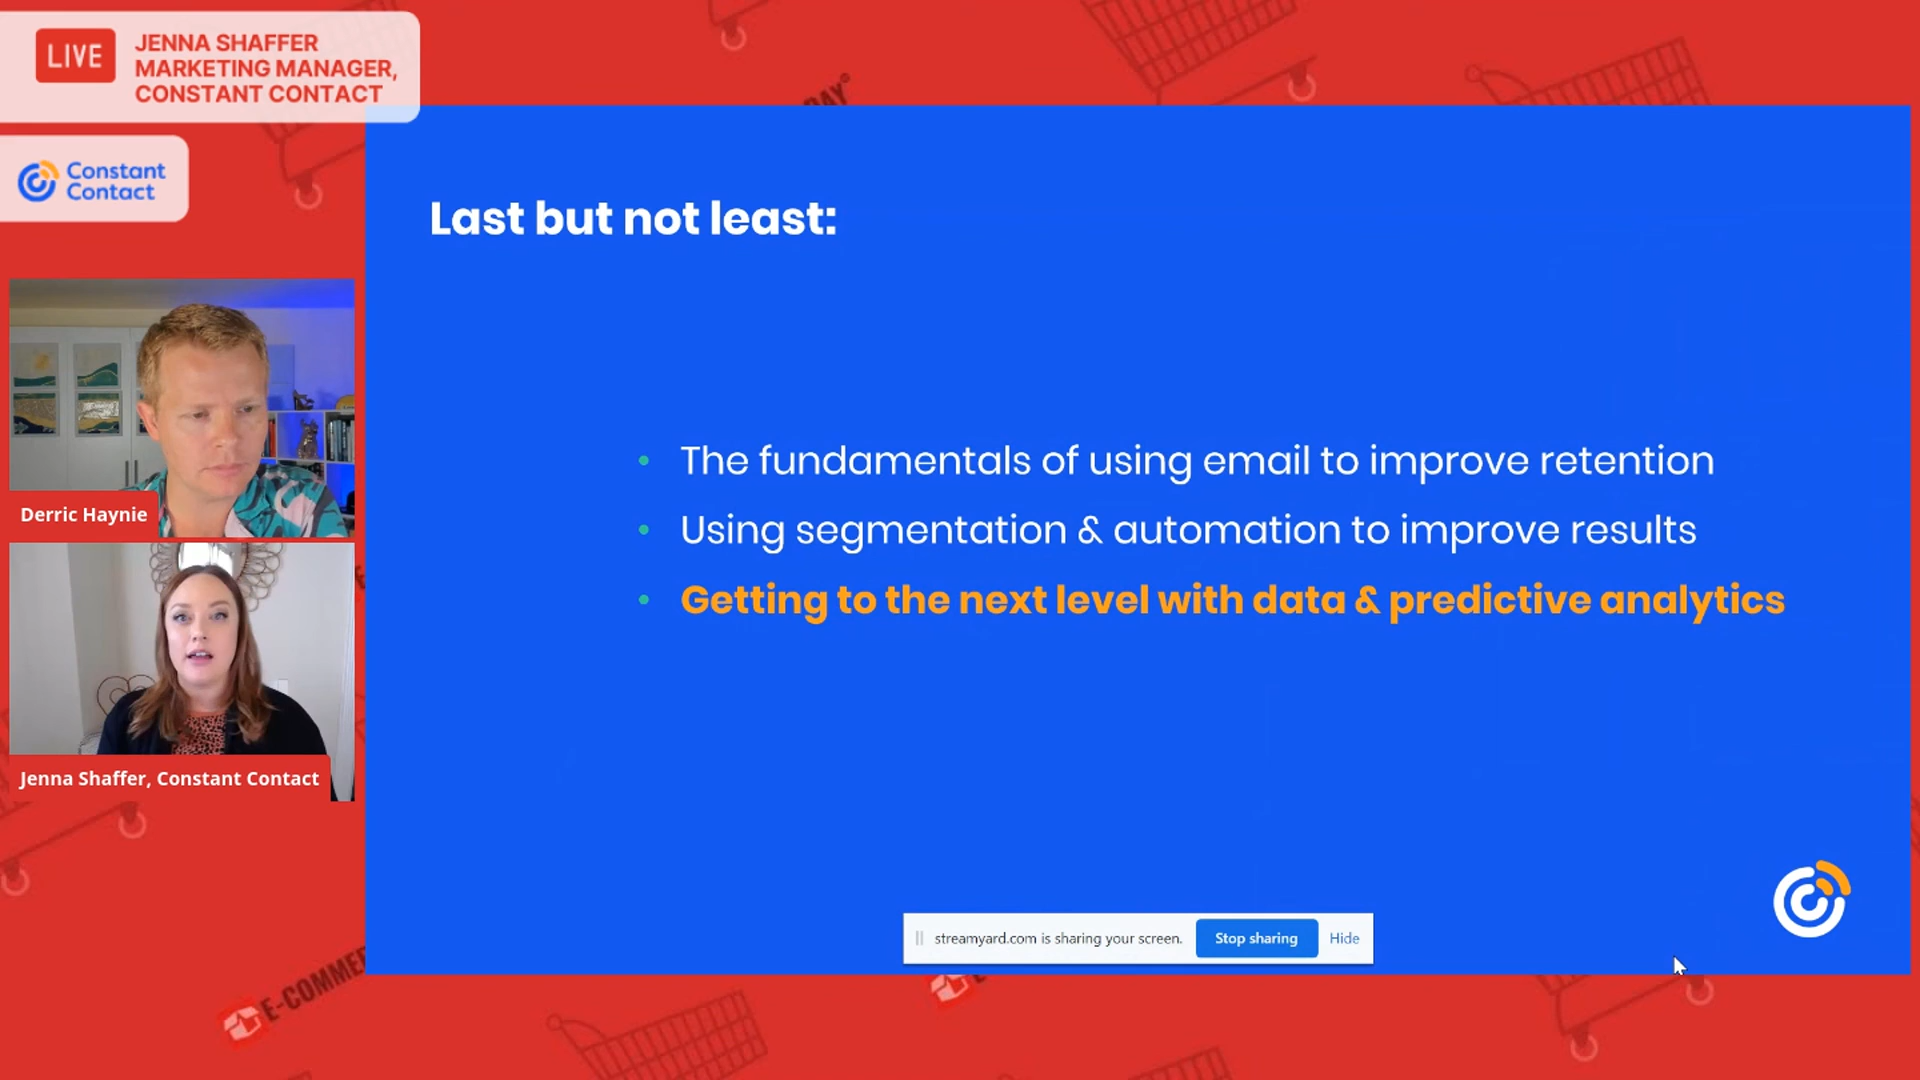 LIVE
JENNA SHAFFER
MARKETING MANAGER,
CONSTANT CONTACT
Constant
Contact
Last but not least:
The fundamentals of using email to improve retention
Using segmentation & automation to improve results
Getting to the next level with data & predictive analytics
Derric Haynie
Jenna Shaffer, Constant Contact
streamyard.com is sharing your screen.
Stop sharing
Hide